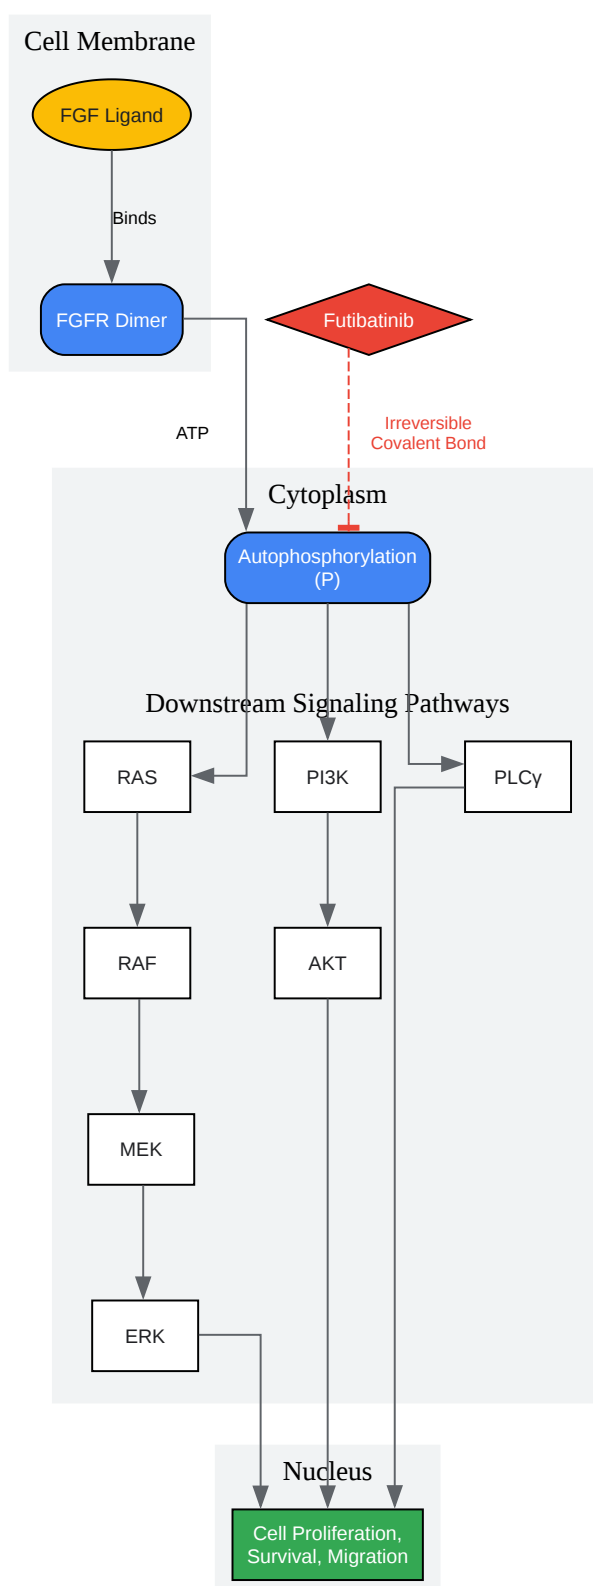 Cell Membrane
FGF Ligand
Binds
FGFR Dimer
Futibatinib
ATP
Irreversible
Covalent Bond
Cytoplasm
Autophosphorylation
(P)
Downstream Signaling Pathways
RAS
PI3K
PLCγ
RAF
AKT
MEK
ERK
Nucleus
Cell Proliferation,
Survival, Migration